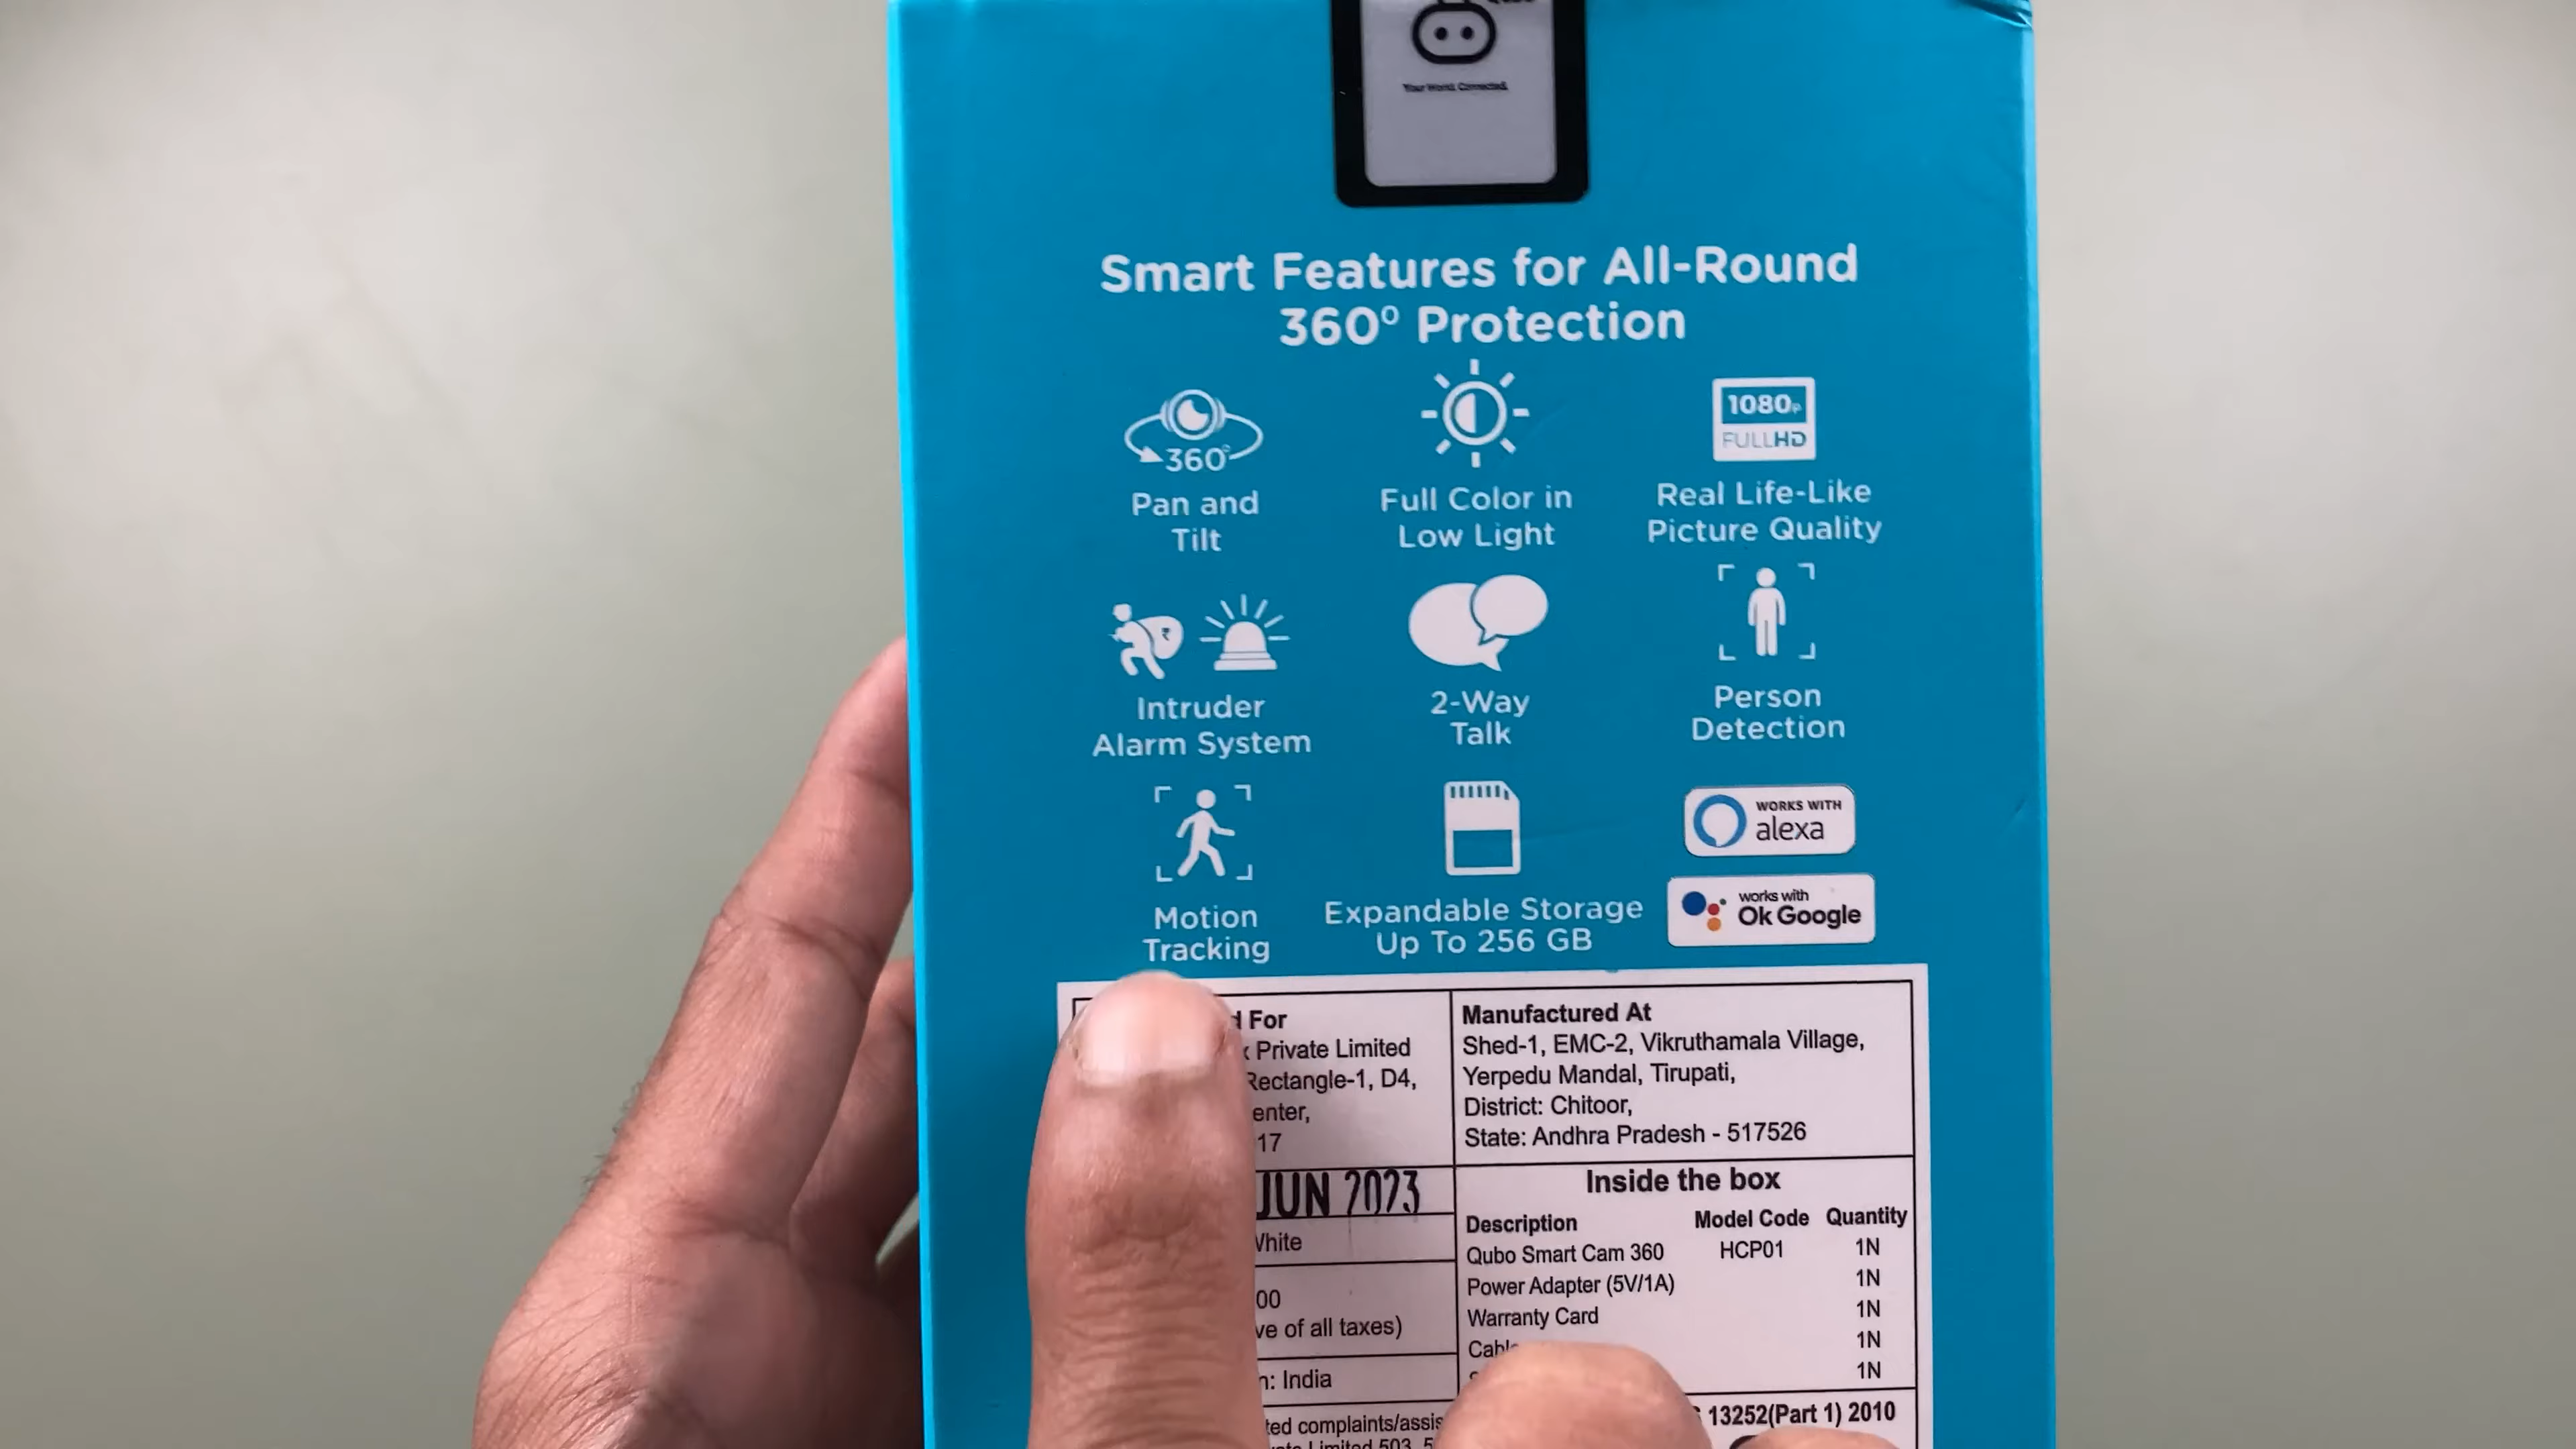 Your World. Connected.
Smart Features for All-Round
360° Protection
360°
Pan and
Tilt
Full Color in
Low Light
1080P
FULLHD
Real Life-Like
Picture Quality
₹
Intruder
Alarm System
2-Way
Talk
Person
Detection
Motion
Tracking
Expandable Storage
Up To 256 GB
WORKS WITH
alexa
works with
Ok Google
For
Private Limited
Rectangle-1, D4,
17
JUN 2023
White
00
of all taxes)
India
complaints/assis
Limited 503,
Manufactured At
Shed-1, EMC-2, Vikruthamala Village,
Yerpedu Mandal, Tirupati,
District: Chitoor,
State: Andhra Pradesh - 517526
Inside the box
Description Model Code Quantity
Qubo Smart Cam 360 HCP01 1N
Power Adapter (5V/1A) 1N
Warranty Card 1N
1N
1N
13252(Part 1) 2010